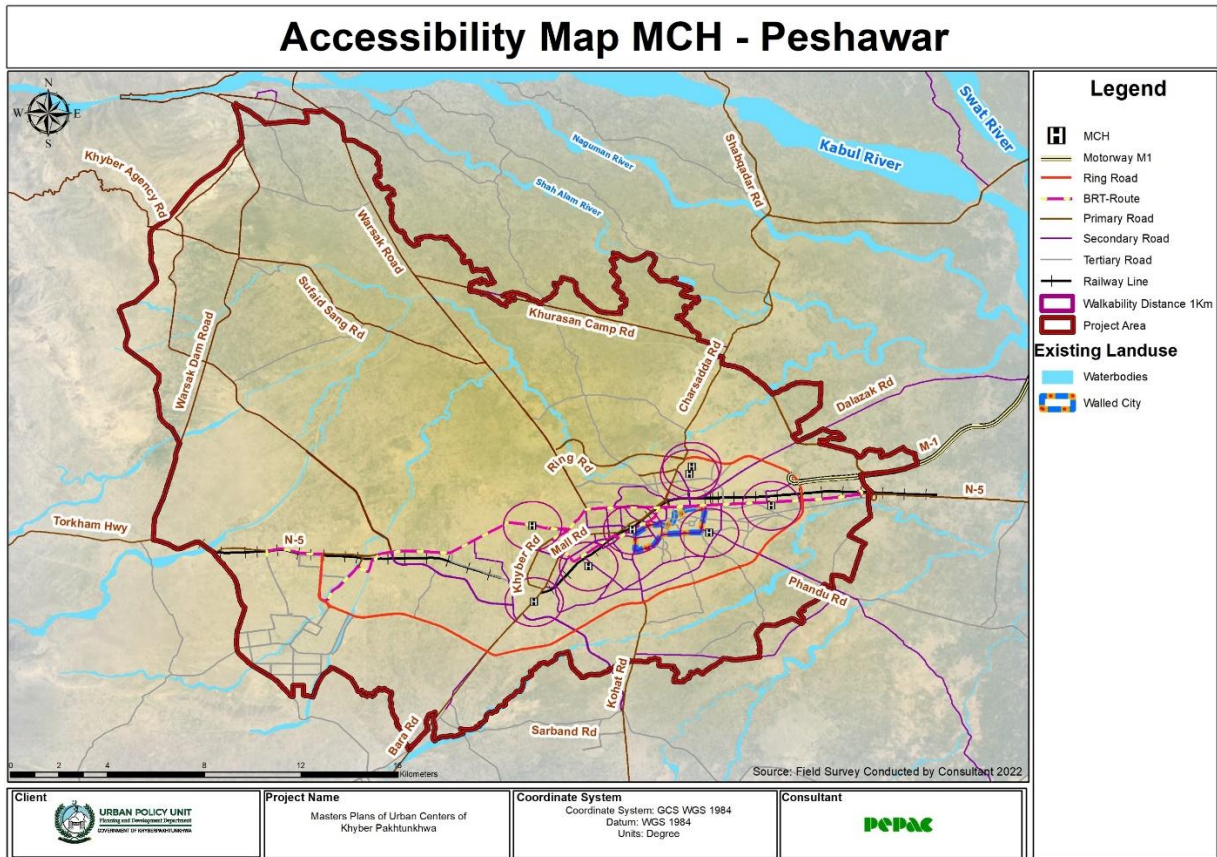 Accessibility Map MCH - Peshawar
N
W E
S
Khyber Agency Rd
Warsak Road
Sufaid Sang Rd
Warsak Dam Road
Naguman River
Shah Alam River
Shabqadar Rd
Kabul River
Swat River
Khurasan Camp Rd
Charsadda Rd
Dalazak Rd
M-1
Ring Rd
N-5
Torkham Hwy
N-5
Khyber Rd
Mall Rd
Phandu Rd
Kohat Rd
Bara Rd
Sarband Rd
H
H
H
H
H
H
H
H
0 2 4 8 12 16
Kilometers
Source: Field Survey Conducted by Consultant 2022
Legend
H MCH
Motorway M1
Ring Road
BRT-Route
Primary Road
Secondary Road
Tertiary Road
Railway Line
Walkability Distance 1Km
Project Area
Existing Landuse
Waterbodies
Walled City
Client
URBAN POLICY UNIT
Planning and Development Department
GOVERNMENT OF KHYBERPAKHTUNKHWA
Project Name
Masters Plans of Urban Centers of
Khyber Pakhtunkhwa
Coordinate System
Coordinate System: GCS WGS 1984
Datum: WGS 1984
Units: Degree
Consultant
PEPAC